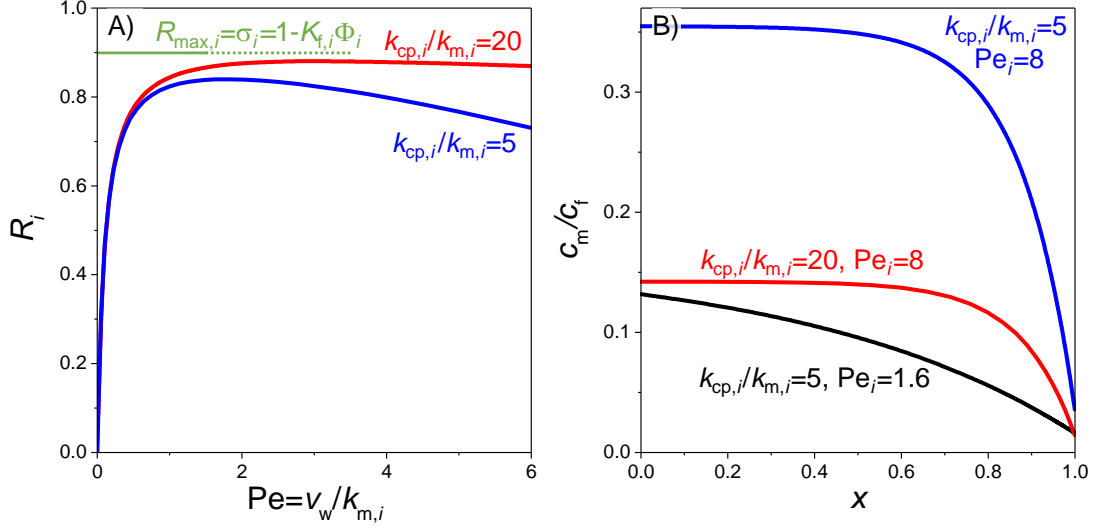 A)
R_max,i=σ_i=1-K_f,iΦ_i
k_cp,i/k_m,i=20
k_cp,i/k_m,i=5
R_i
1.0
0.8
0.6
0.4
0.2
0.0
0
2
4
6
Pe=v_w/k_m,i
B)
k_cp,i/k_m,i=5
Pe_i=8
k_cp,i/k_m,i=20, Pe_i=8
k_cp,i/k_m,i=5, Pe_i=1.6
c_m/c_f
0.3
0.2
0.1
0.0
0.0
0.2
0.4
0.6
0.8
1.0
x